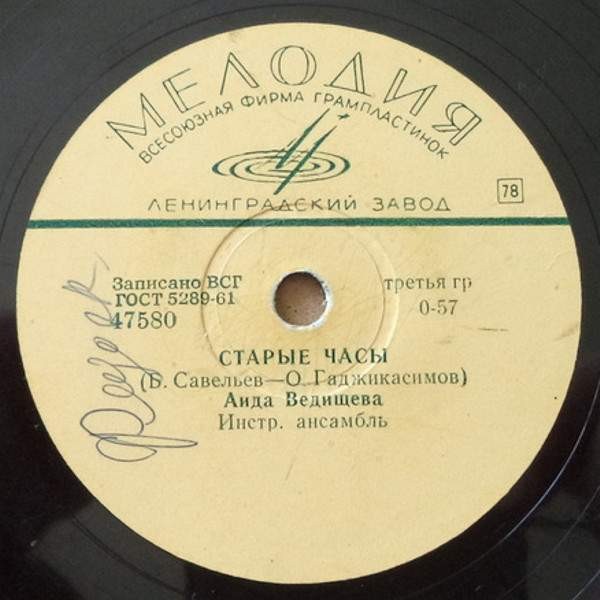 МЕЛОДИЯ
ВСЕСОЮЗНАЯ ФИРМА ГРАМПЛАСТИНОК
ЛЕНИНГРАДСКИЙ ЗАВОД
78
Записано ВСГ
ГОСТ 5289-61
47580
третья гр
0-57
СТАРЫЕ ЧАСЫ
(Б. Савельев—О. Гаджикасимов)
Аида Ведищева
Инстр. ансамбль